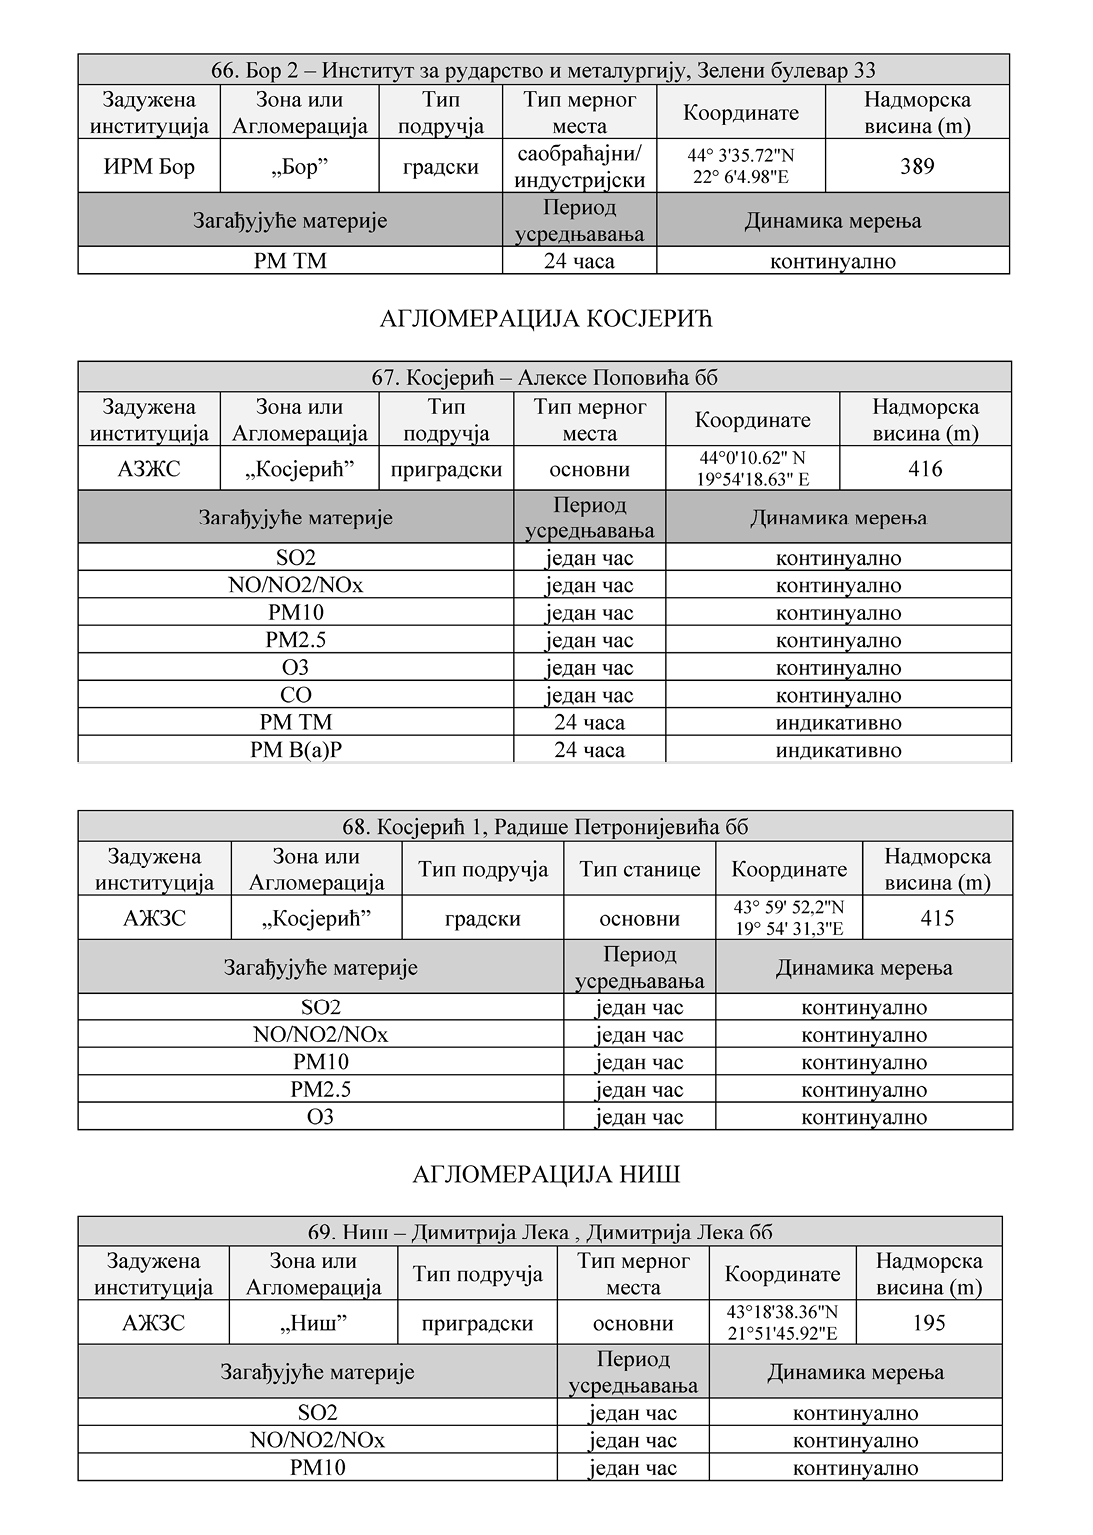 66. Бор 2 – Институт за рударство и металургију, Зелени булевар 33
Задужена институција Зона или Агломерација Тип подручја Тип мерног места Координате Надморска висина (m)
ИРМ Бор „Бор” градски саобраћајни/ индустријски 44° 3'35.72"N 22° 6'4.98"E 389
Загађујуће материје Период усредњавања Динамика мерења
PM TM 24 часа континуално
АГЛОМЕРАЦИЈА КОСЈЕРИЋ
67. Косјерић – Алексе Поповића бб
Задужена институција Зона или Агломерација Тип подручја Тип мерног места Координате Надморска висина (m)
АЗЖС „Косјерић” приградски основни 44°0'10.62" N 19°54'18.63" E 416
Загађујуће материје Период усредњавања Динамика мерења
SO2 један час континуално
NO/NO2/NOx један час континуално
PM10 један час континуално
PM2.5 један час континуално
O3 један час континуално
CO један час континуално
PM TM 24 часа индикативно
PM B(a)P 24 часа индикативно
68. Косјерић 1, Радише Петронијевића бб
Задужена институција Зона или Агломерација Тип подручја Тип станице Координате Надморска висина (m)
АЖЗС „Косјерић” градски основни 43° 59' 52,2"N 19° 54' 31,3"E 415
Загађујуће материје Период усредњавања Динамика мерења
SO2 један час континуално
NO/NO2/NOx један час континуално
PM10 један час континуално
PM2.5 један час континуално
O3 један час континуално
АГЛОМЕРАЦИЈА НИШ
69. Ниш – Димитрија Лека , Димитрија Лека бб
Задужена институција Зона или Агломерација Тип подручја Тип мерног места Координате Надморска висина (m)
АЖЗС „Ниш” приградски основни 43°18'38.36"N 21°51'45.92"E 195
Загађујуће материје Период усредњавања Динамика мерења
SO2 један час континуално
NO/NO2/NOx један час континуално
PM10 један час континуално